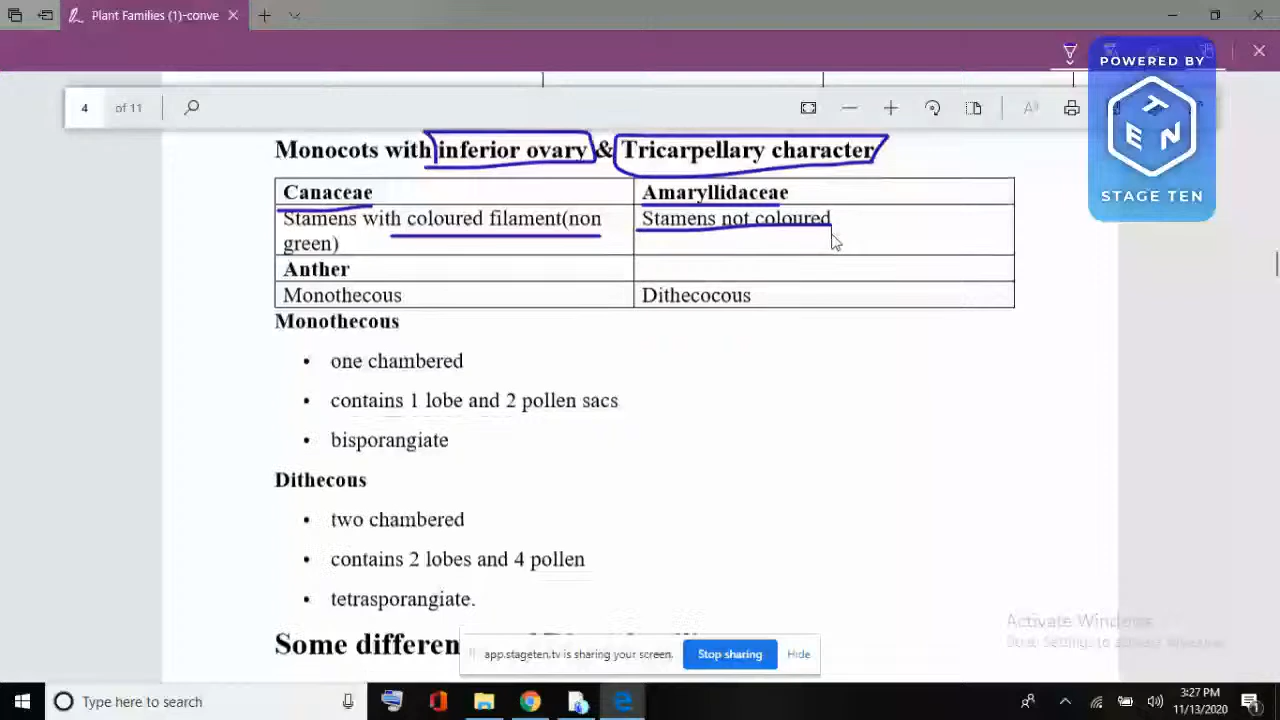 Plant Families (1)-conve
POWERED BY
TEN
STAGE TEN
4 of 11
Monocots with inferior ovary & Tricarpellary character
Canaceae Amaryllidaceae
Stamens with coloured filament(non green) Stamens not coloured
Anther
Monothecous Dithecocous
Monothecous
• one chambered
• contains 1 lobe and 2 pollen sacs
• bisporangiate
Dithecous
• two chambered
• contains 2 lobes and 4 pollen
• tetrasporangiate.
Activate Windows
Some differen
app.stageten.tv is sharing your screen. Stop sharing Hide
Type here to search
3:27 PM
11/13/2020